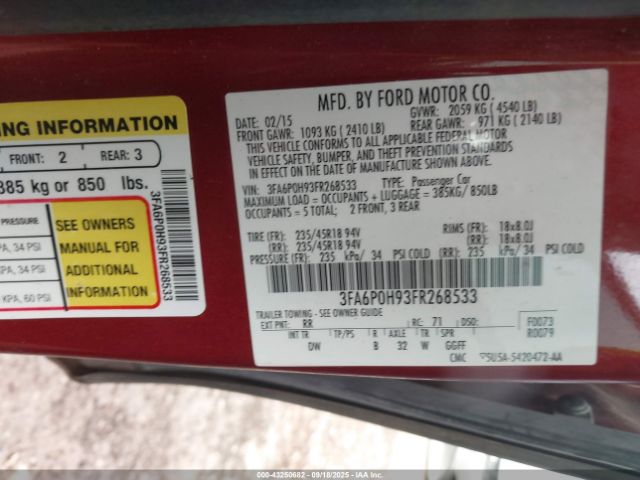 NG INFORMATION
FRONT: 2 REAR: 3
385 kg or 850 lbs.
PRESSURE
PA, 34 PSI
PA, 34 PSI
KPA, 60 PSI
SEE OWNERS
MANUAL FOR
ADDITIONAL
INFORMATION
3FA6P0H93FR268533
MFD. BY FORD MOTOR CO.
02/15 GVWR: 2059 KG (4540 LB)
FRONT GAWR: 1093 KG (2410 LB) REAR GAWR: 971 KG (2140 LB)
THIS VEHICLE CONFORMS TO ALL APPLICABLE FEDERAL MOTOR
VEHICLE SAFETY, BUMPER, AND THEFT PREVENTION STANDARDS
IN EFFECT ON THE DATE OF MANUFACTURE SHOWN ABOVE.
VIN: 3FA6P0H93FR268533 TYPE: Passenger Car
MAXIMUM LOAD = OCCUPANTS + LUGGAGE = 385KG/ 850LB
OCCUPANTS = 5 TOTAL; 2 FRONT, 3 REAR
TIRE (FR): 235/45R18 94V RIMS (FR): 18x8.0J
(RR): 235/45R18 94V (RR): 18x8.0J
PRESSURE (FR): 235 kPa/ 34 PSI COLD (RR): 235 kPa/ 34 PSI COLD
3FA6P0H93FR268533
TRAILER TOWING - SEE OWNER GUIDE
EXT PNT: RR RC: 71 DSO: F0073
R0079
INT TR TP/PS R AXLE TR SPR
DW B 32 W GGFF
CMC 5U5A-5420472-AA
000-43250682 - 09/18/2025 - IAAI.COM